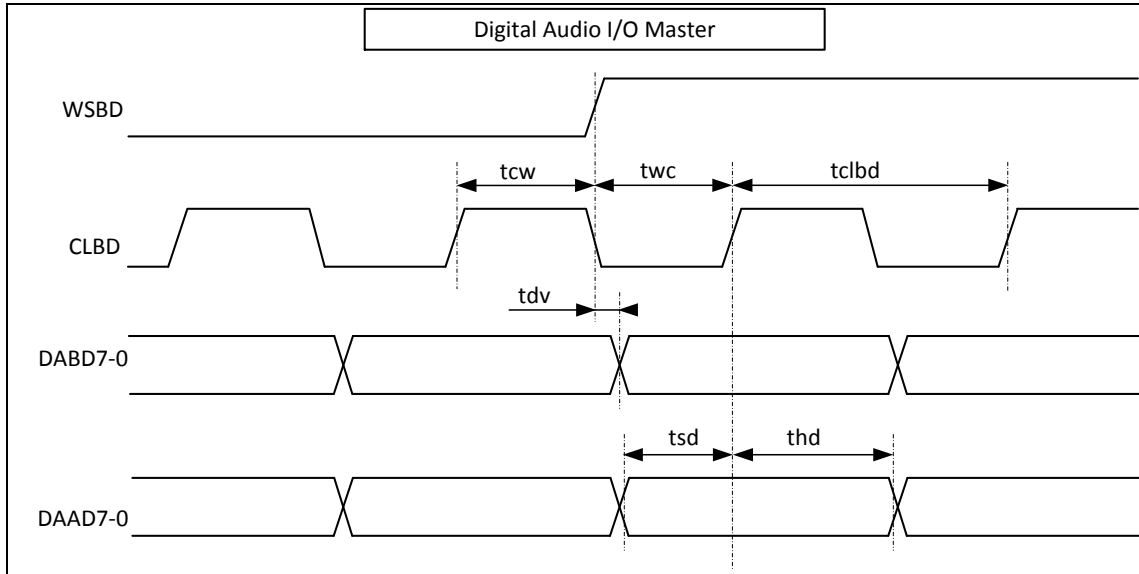 Digital Audio I/O Master
WSBD
tcw
twc
tclbd
CLBD
tdv
DABD7-0
tsd
thd
DAAD7-0